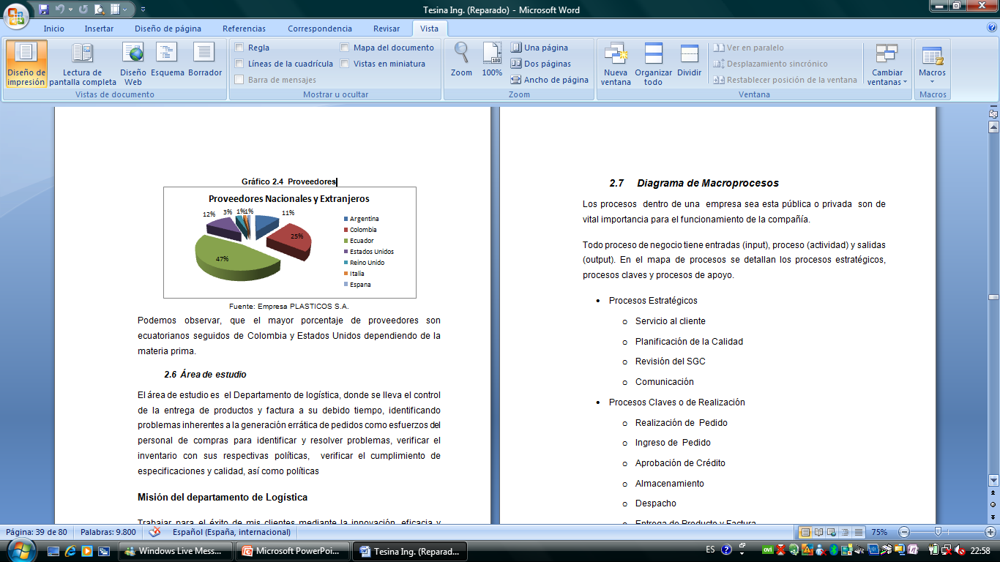 Tesina Ing. (Reparado) - Microsoft Word
Inicio
Insertar
Diseño de página
Referencias
Correspondencia
Revisar
Vista
Diseño de impresión
Lectura de pantalla completa
Diseño Web
Esquema
Borrador
Vistas de documento
Regla
Líneas de la cuadrícula
Barra de mensajes
Mapa del documento
Vistas en miniatura
Mostrar u ocultar
Zoom
100%
Una página
Dos páginas
Ancho de página
Zoom
Nueva ventana
Organizar todo
Dividir
Ver en paralelo
Desplazamiento sincrónico
Restablecer posición de la ventana
Cambiar ventanas
Ventana
Macros
Macros
Gráfico 2.4 Proveedores
Proveedores Nacionales y Extranjeros
12%
3%
1%
1%
11%
25%
47%
Argentina
Colombia
Ecuador
Estados Unidos
Reino Unido
Italia
Espana
Fuente: Empresa PLASTICOS S.A.
Podemos observar, que el mayor porcentaje de proveedores son
ecuatorianos seguidos de Colombia y Estados Unidos dependiendo de la
materia prima.
2.6 Área de estudio
El área de estudio es el Departamento de logística, donde se lleva el control
de la entrega de productos y factura a su debido tiempo, identificando
problemas inherentes a la generación errática de pedidos como esfuerzos del
personal de compras para identificar y resolver problemas, verificar el
inventario con sus respectivas políticas, verificar el cumplimiento de
especificaciones y calidad, así como políticas
Misión del departamento de Logística
Trabajar para el éxito de mis clientes mediante la innovación, eficacia y
2.7 Diagrama de Macroprocesos
Los procesos dentro de una empresa sea esta pública o privada son de
vital importancia para el funcionamiento de la compañía.
Todo proceso de negocio tiene entradas (input), proceso (actividad) y salidas
(output). En el mapa de procesos se detallan los procesos estratégicos,
procesos claves y procesos de apoyo.
• Procesos Estratégicos
o Servicio al cliente
o Planificación de la Calidad
o Revisión del SGC
o Comunicación
• Procesos Claves o de Realización
o Realización de Pedido
o Ingreso de Pedido
o Aprobación de Crédito
o Almacenamiento
o Despacho
o Entrega de Producto y Factura
Página: 39 de 80
Palabras: 9.800
Español (España, internacional)
75%
Windows Live Mess...
Microsoft PowerPoi...
Tesina Ing. (Reparad...
ES
ovi
22:58